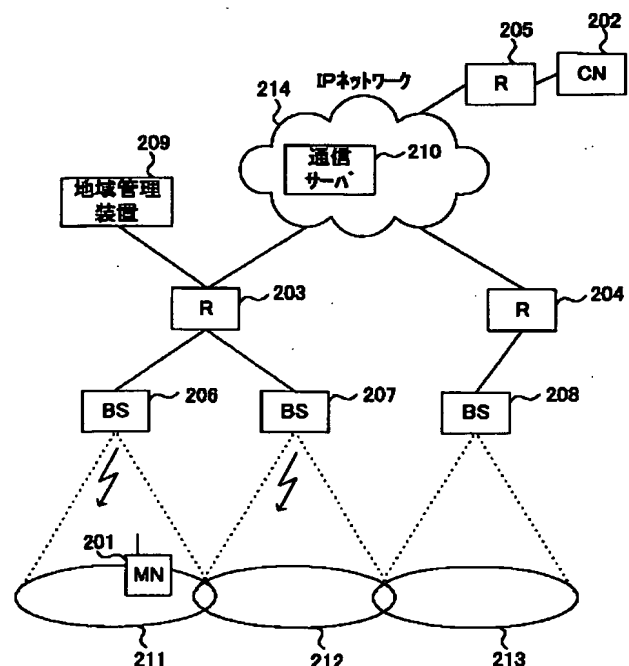 202
205
IPネットワーク
R
CN
214
通信
サーバ
210
209
地域管理
装置
R
203
R
204
BS
206
BS
207
BS
208
201
MN
211
212
213